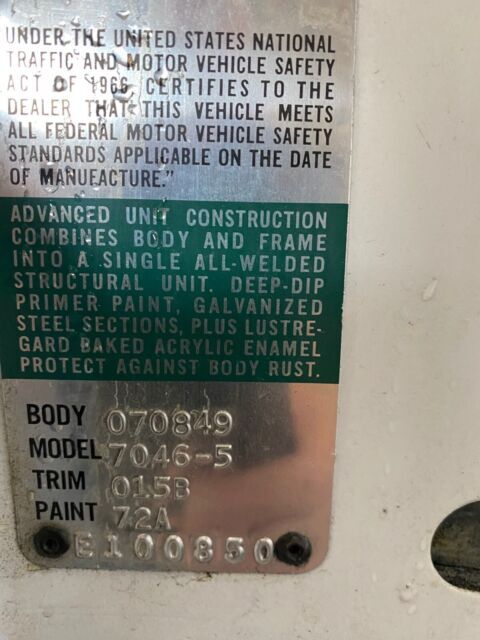 UNDER THE UNITED STATES NATIONAL
TRAFFIC AND MOTOR VEHICLE SAFETY
ACT OF 1966, CERTIFIES TO THE
DEALER THAT THIS VEHICLE MEETS
ALL FEDERAL MOTOR VEHICLE SAFETY
STANDARDS APPLICABLE ON THE DATE
OF MANUFACTURE."
ADVANCED UNIT CONSTRUCTION
COMBINES BODY AND FRAME
INTO A SINGLE ALL-WELDED
STRUCTURAL UNIT. DEEP-DIP
PRIMER PAINT, GALVANIZED
STEEL SECTIONS, PLUS LUSTRE-
GARD BAKED ACRYLIC ENAMEL
PROTECT AGAINST BODY RUST.
BODY 070849
MODEL 7046-5
TRIM 015B
PAINT 72A
E100850